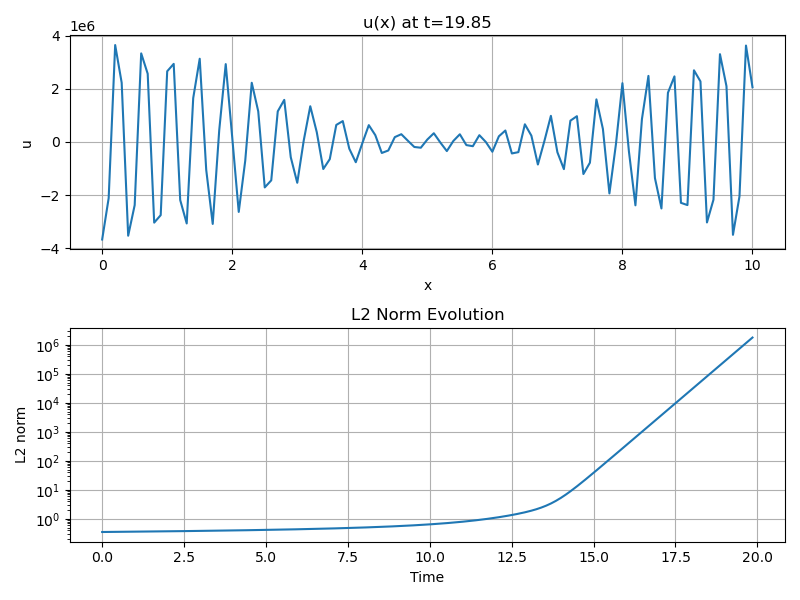 u(x) at t=19.85
1e6
4
2
0
−2
−4
u
0 2 4 6 8 10
x
L2 Norm Evolution
10^6
10^5
10^4
10^3
10^2
10^1
10^0
L2 norm
0.0 2.5 5.0 7.5 10.0 12.5 15.0 17.5 20.0
Time